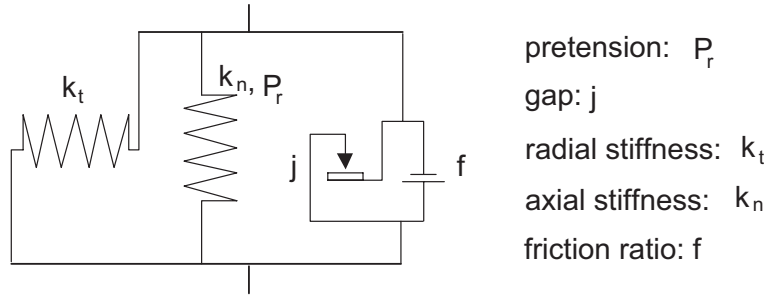 k_t
k_n, P_r
j
f
pretension: P_r
gap: j
radial stiffness: k_t
axial stiffness: k_n
friction ratio: f